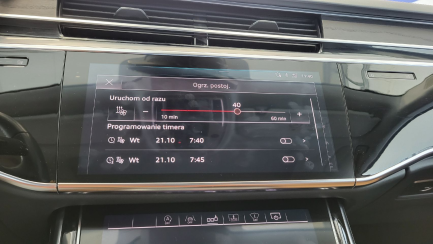 Ogrz. postoj.
Uruchom od razu
40
− +
10 min 60 min
Programowanie timera
Wt 21.10 7:40
Wt 21.10 7:45